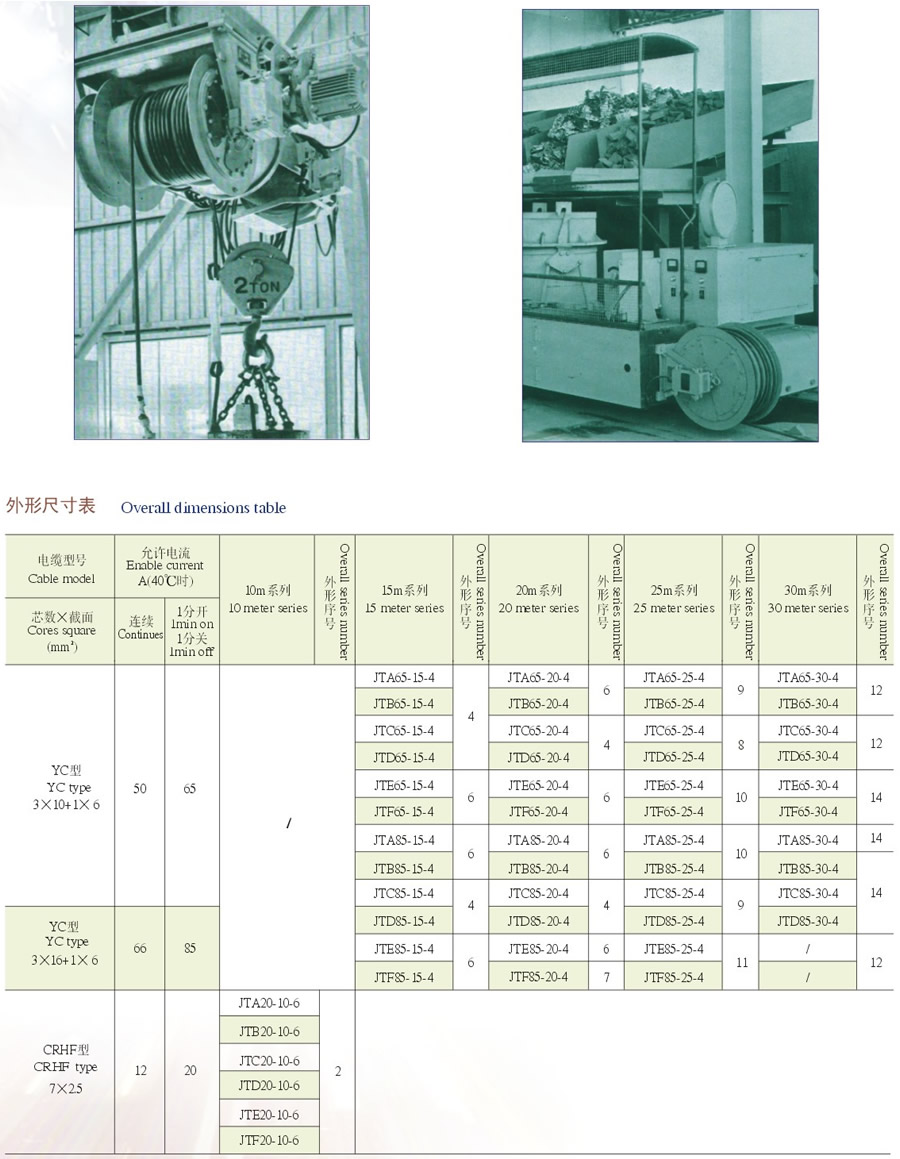 2TON
外形尺寸表 Overall dimensions table
电缆型号
Cable model
芯数×截面
Cores square
(mm²)
允许电流
Enable current
A(40℃时)
连续
Continues
1分开
1min on
1分关
1min off
10m系列
10 meter series
外形序号
Overall series number
15m系列
15 meter series
外形序号
Overall series number
20m系列
20 meter series
外形序号
Overall series number
25m系列
25 meter series
外形序号
Overall series number
30m系列
30 meter series
外形序号
Overall series number
YC型
YC type
3×10+1×6
50
65
/
YC型
YC type
3×16+1×6
66
85
JTA65-15-4
JTB65-15-4
JTC65-15-4
JTD65-15-4
JTE65-15-4
JTF65-15-4
JTA85-15-4
JTB85-15-4
JTC85-15-4
JTD85-15-4
JTE85-15-4
JTF85-15-4
4
6
6
4
6
JTA65-20-4
JTB65-20-4
JTC65-20-4
JTD65-20-4
JTE65-20-4
JTF65-20-4
JTA85-20-4
JTB85-20-4
JTC85-20-4
JTD85-20-4
JTE85-20-4
JTF85-20-4
6
4
6
6
4
6
7
JTA65-25-4
JTB65-25-4
JTC65-25-4
JTD65-25-4
JTE65-25-4
JTF65-25-4
JTA85-25-4
JTB85-25-4
JTC85-25-4
JTD85-25-4
JTE85-25-4
JTF85-25-4
9
8
10
10
9
11
JTA65-30-4
JTB65-30-4
JTC65-30-4
JTD65-30-4
JTE65-30-4
JTF65-30-4
JTA85-30-4
JTB85-30-4
JTC85-30-4
JTD85-30-4
/
/
12
12
14
14
14
12
CRHF型
CRHF type
7×2.5
12
20
JTA20-10-6
JTB20-10-6
JTC20-10-6
JTD20-10-6
JTE20-10-6
JTF20-10-6
2